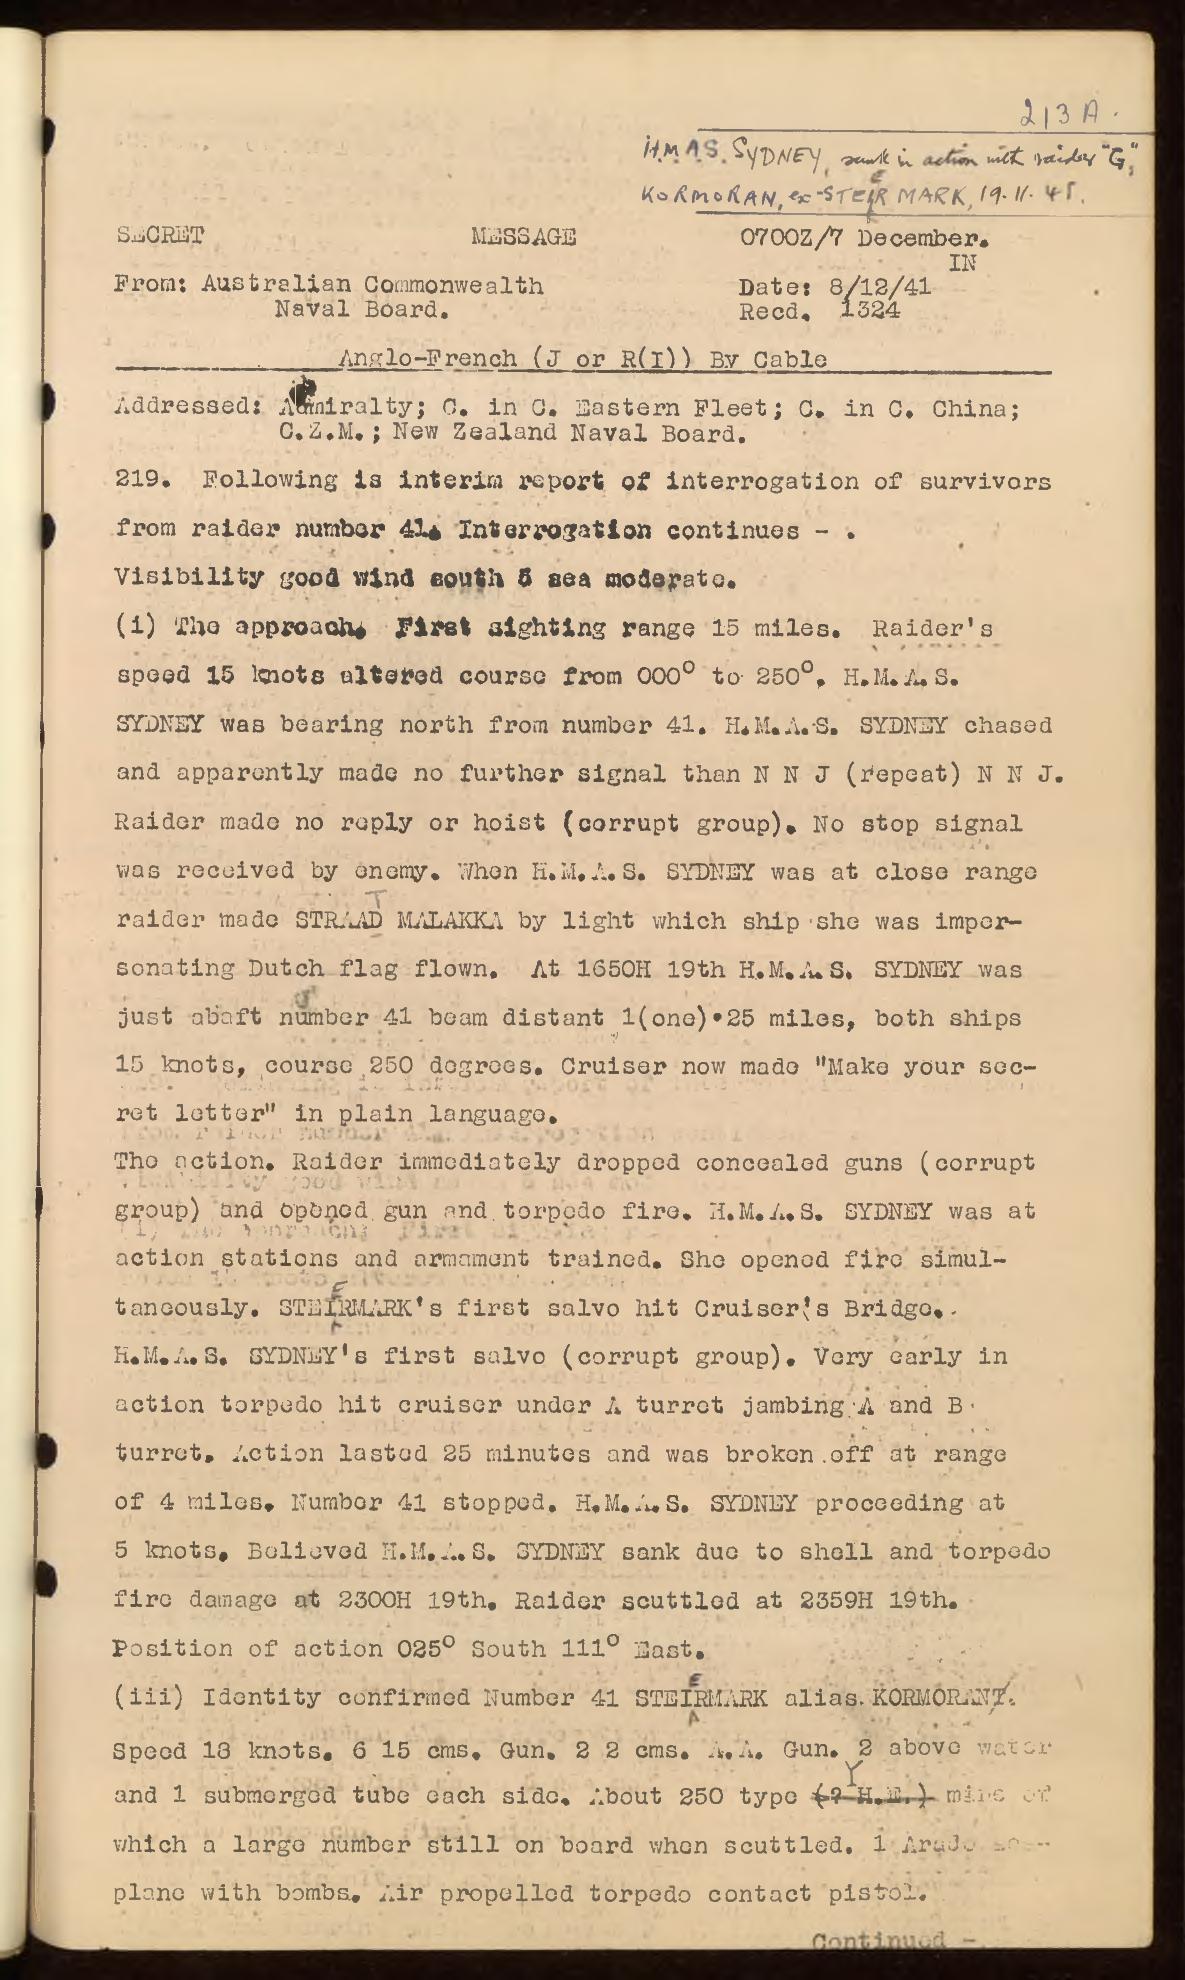 213A.
H.M.A.S. SYDNEY, sunk in action with raider "G",
KORMORAN, ex-STEIERMARK, 19.11.41.
SECRET MESSAGE 0700Z/7 December.
IN
From: Australian Commonwealth Date: 8/12/41
Naval Board. Recd. 1324
Anglo-French (J or R(I)) By Cable
Addressed: Admiralty; C. in C. Eastern Fleet; C. in C. China;
C.Z.M.; New Zealand Naval Board.
219. Following is interim report of interrogation of survivors
from raider number 41. Interrogation continues - .
Visibility good wind south 5 sea moderate.
(i) The approach. First sighting range 15 miles. Raider's
speed 15 knots altered course from 000° to 250°. H.M.A.S.
SYDNEY was bearing north from number 41. H.M.A.S. SYDNEY chased
and apparently made no further signal than N N J (repeat) N N J.
Raider made no reply or hoist (corrupt group). No stop signal
was received by enemy. When H.M.A.S. SYDNEY was at close range
T
raider made STRAAD MALAKKA by light which ship she was imper-
sonating Dutch flag flown. At 1650H 19th H.M.A.S. SYDNEY was
just abaft number 41 beam distant 1(one).25 miles, both ships
15 knots, course 250 degrees. Cruiser now made "Make your sec-
ret letter" in plain language.
The action. Raider immediately dropped concealed guns (corrupt
group) and opened gun and torpedo fire. H.M.A.S. SYDNEY was at
action stations and armament trained. She opened fire simul-
E
taneously. STEIRMARK's first salvo hit Cruiser's Bridge.
H.M.A.S. SYDNEY's first salvo (corrupt group). Very early in
action torpedo hit cruiser under A turret jambing A and B
turret. Action lasted 25 minutes and was broken off at range
of 4 miles. Number 41 stopped. H.M.A.S. SYDNEY proceeding at
5 knots. Believed H.M.A.S. SYDNEY sank due to shell and torpedo
fire damage at 2300H 19th. Raider scuttled at 2359H 19th.
Position of action 025° South 111° East.
E
(iii) Identity confirmed Number 41 STEIRMARK alias KORMORANT.
Speed 18 knots. 6 15 cms. Gun. 2 2 cms. A.A. Gun. 2 above water
Y
and 1 submerged tube each side. About 250 type (? H.E.) mine of
which a large number still on board when scuttled. 1 Arado sea-
plane with bombs. Air propelled torpedo contact pistol.
Continued -